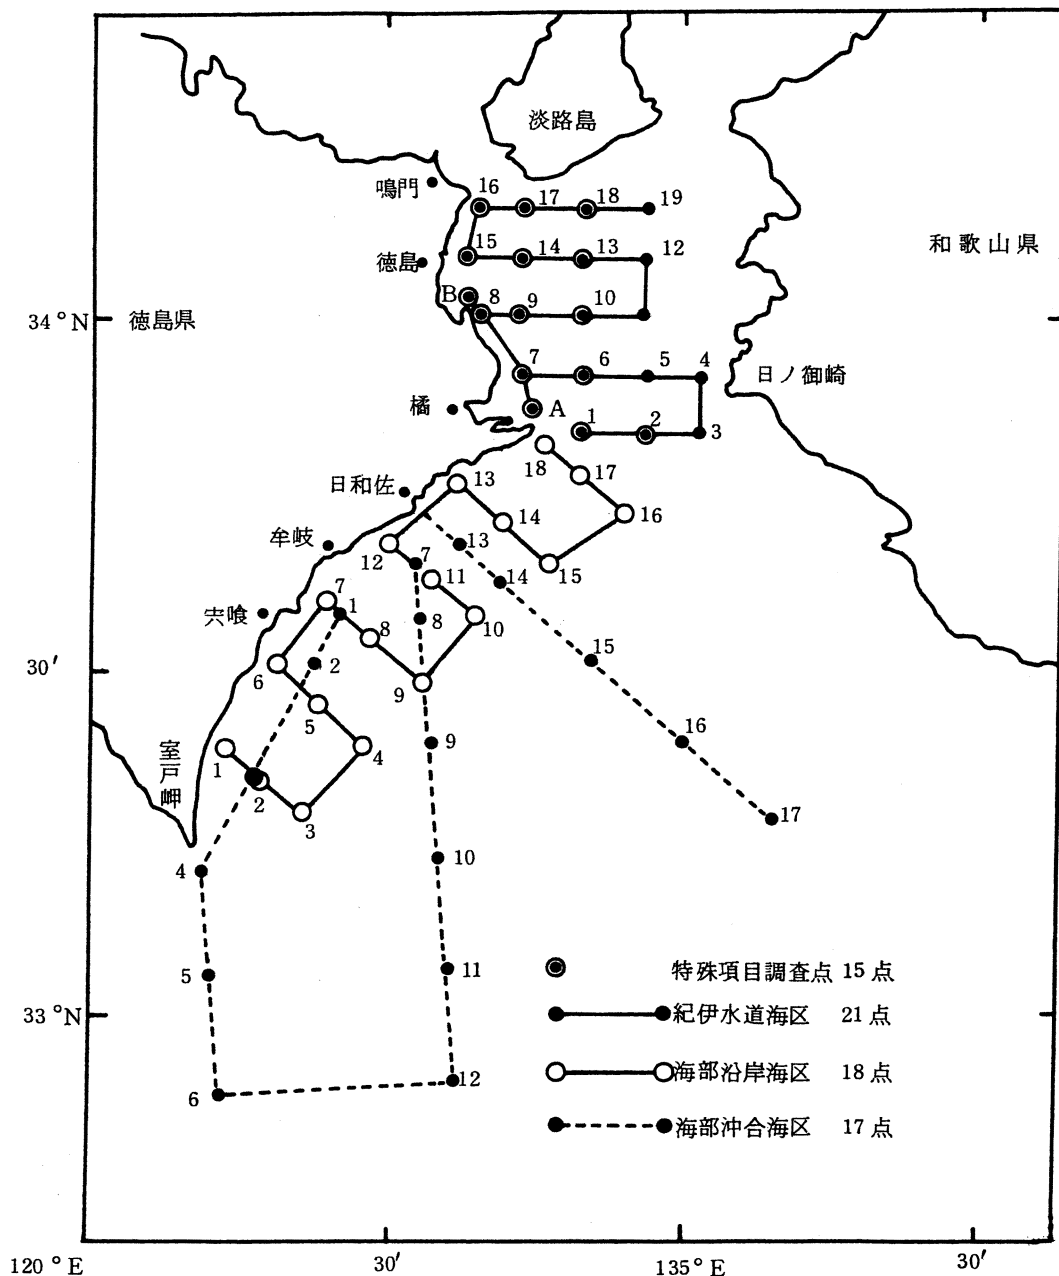 淡路島
鳴門
16
17
18
19
和歌山県
徳島
15
14
13
12
B
8
9
10
34°N
徳島県
7
6
5
4
日ノ御崎
橘
A
1
2
3
18
17
日和佐
13
16
14
牟岐
12
7
13
11
14
15
宍喰
7
1
8
8
10
30′
6
2
9
15
5
16
室戸岬
1
4
9
2
3
17
4
10
5
11
特殊項目調査点 15点
33°N
紀伊水道海区 21点
海部沿岸海区 18点
6
12
海部沖合海区 17点
120°E
30′
135°E
30′